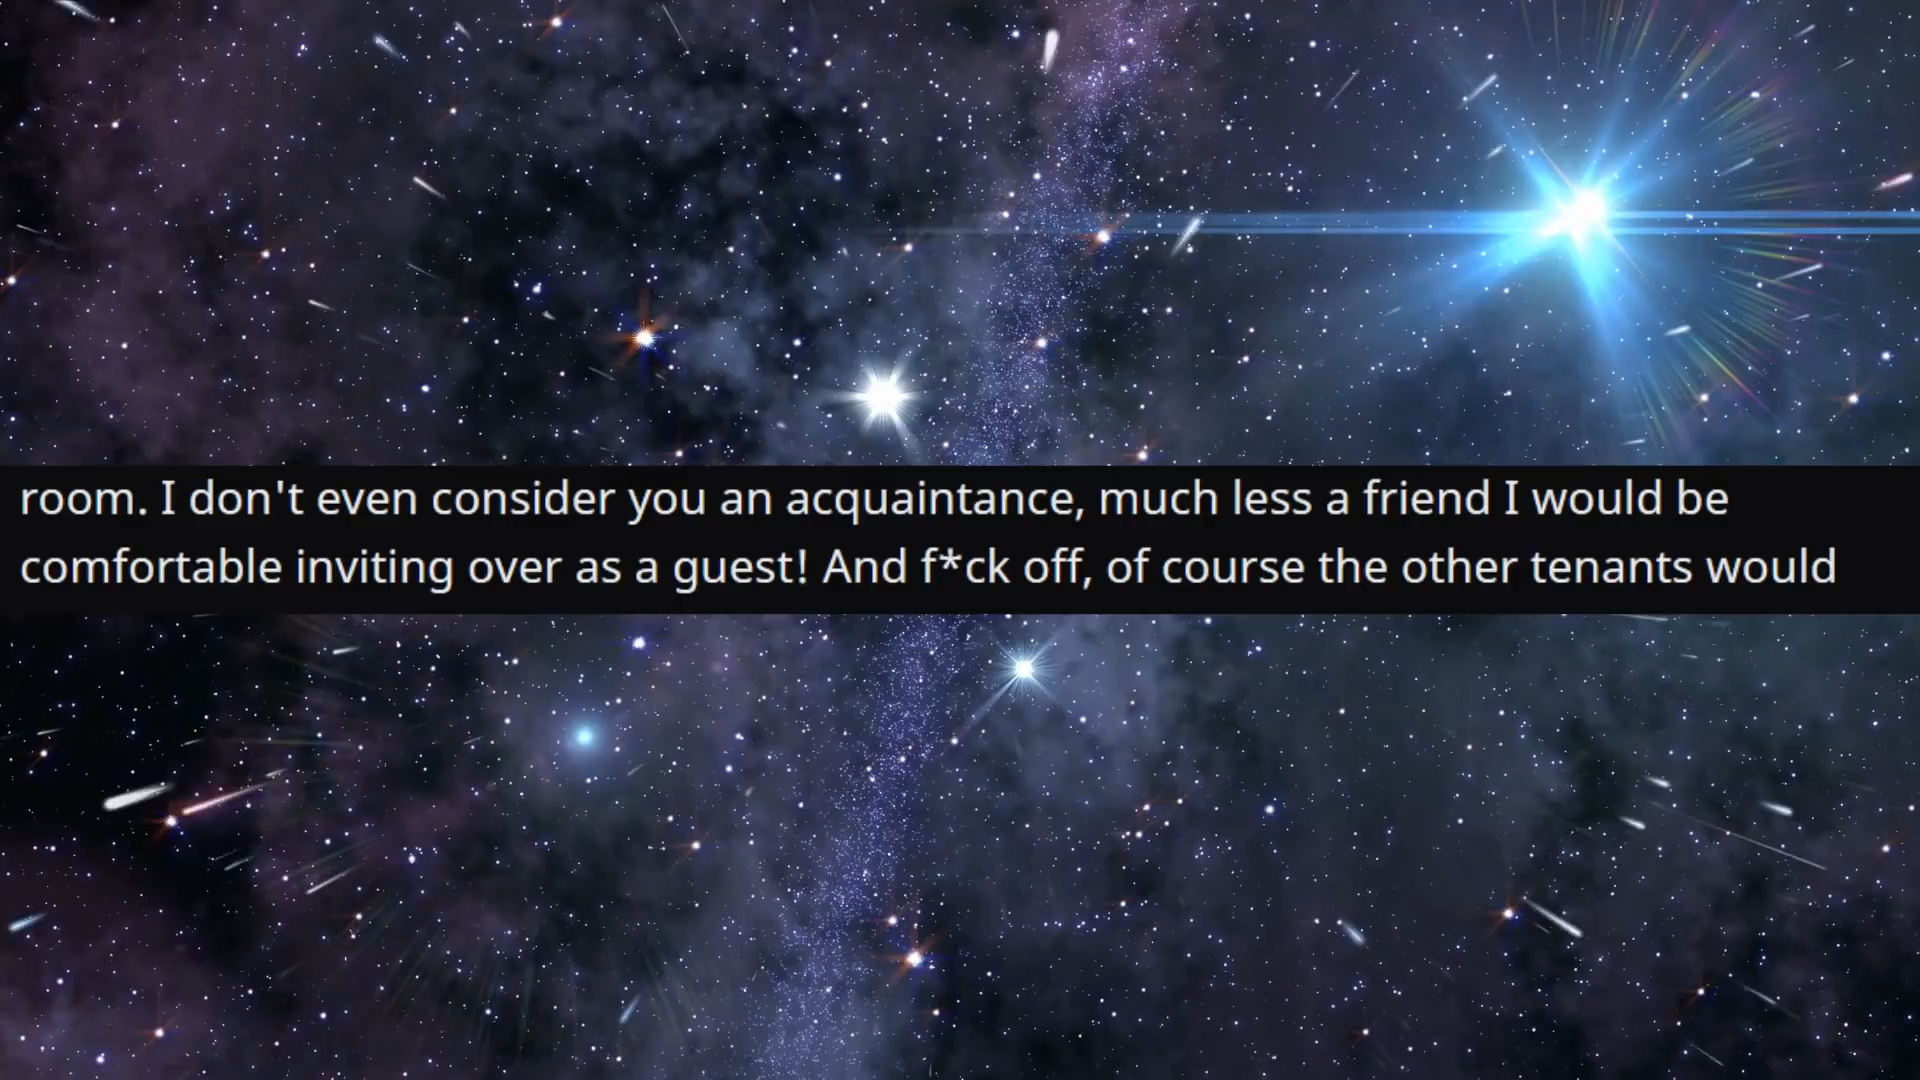 room. I don't even consider you an acquaintance, much less a friend I would be
comfortable inviting over as a guest! And f*ck off, of course the other tenants would